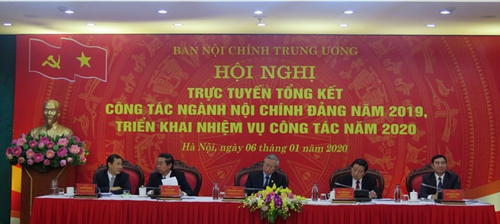 BAN NỘI CHÍNH TRUNG ƯƠNG
HỘI NGHỊ
TRỰC TUYẾN TỔNG KẾT
CÔNG TÁC NGÀNH NỘI CHÍNH ĐẢNG NĂM 2019,
TRIỂN KHAI NHIỆM VỤ CÔNG TÁC NĂM 2020
Hà Nội, ngày 06 tháng 01 năm 2020